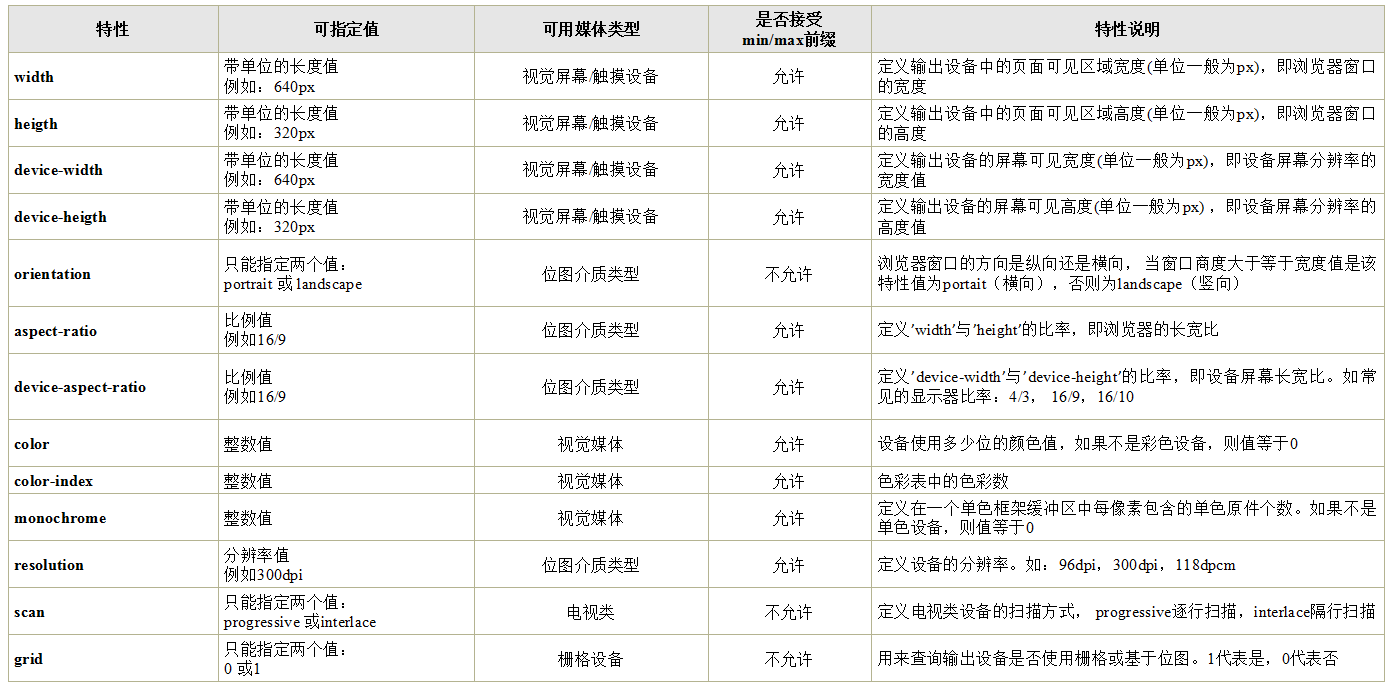 特性
可指定值
可用媒体类型
是否接受
min/max前缀
特性说明
width
带单位的长度值
例如：640px
视觉屏幕/触摸设备
允许
定义输出设备中的页面可见区域宽度(单位一般为px)，即浏览器窗口
的宽度
heigth
带单位的长度值
例如：320px
视觉屏幕/触摸设备
允许
定义输出设备中的页面可见区域高度(单位一般为px)，即浏览器窗口
的高度
device-width
带单位的长度值
例如：640px
视觉屏幕/触摸设备
允许
定义输出设备的屏幕可见宽度(单位一般为px)，即设备屏幕分辨率的
宽度值
device-heigth
带单位的长度值
例如：320px
视觉屏幕/触摸设备
允许
定义输出设备的屏幕可见高度(单位一般为px) ，即设备屏幕分辨率的
高度值
orientation
只能指定两个值：
portrait 或 landscape
位图介质类型
不允许
浏览器窗口的方向是纵向还是横向， 当窗口商度大于等于宽度值是该
特性值为portait（横向），否则为landscape（竖向）
aspect-ratio
比例值
例如16/9
位图介质类型
允许
定义'width'与'height'的比率，即浏览器的长宽比
device-aspect-ratio
比例值
例如16/9
位图介质类型
允许
定义'device-width'与'device-height'的比率，即设备屏幕长宽比。如常
见的显示器比率：4/3， 16/9，16/10
color
整数值
视觉媒体
允许
设备使用多少位的颜色值，如果不是彩色设备，则值等于0
color-index
整数值
视觉媒体
允许
色彩表中的色彩数
monochrome
整数值
视觉媒体
允许
定义在一个单色框架缓冲区中每像素包含的单色原件个数。如果不是
单色设备，则值等于0
resolution
分辨率值
例如300dpi
位图介质类型
允许
定义设备的分辨率。如：96dpi，300dpi，118dpcm
scan
只能指定两个值：
progressive 或interlace
电视类
不允许
定义电视类设备的扫描方式， progressive逐行扫描，interlace隔行扫描
grid
只能指定两个值：
0 或1
栅格设备
不允许
用来查询输出设备是否使用栅格或基于位图。1代表是，0代表否